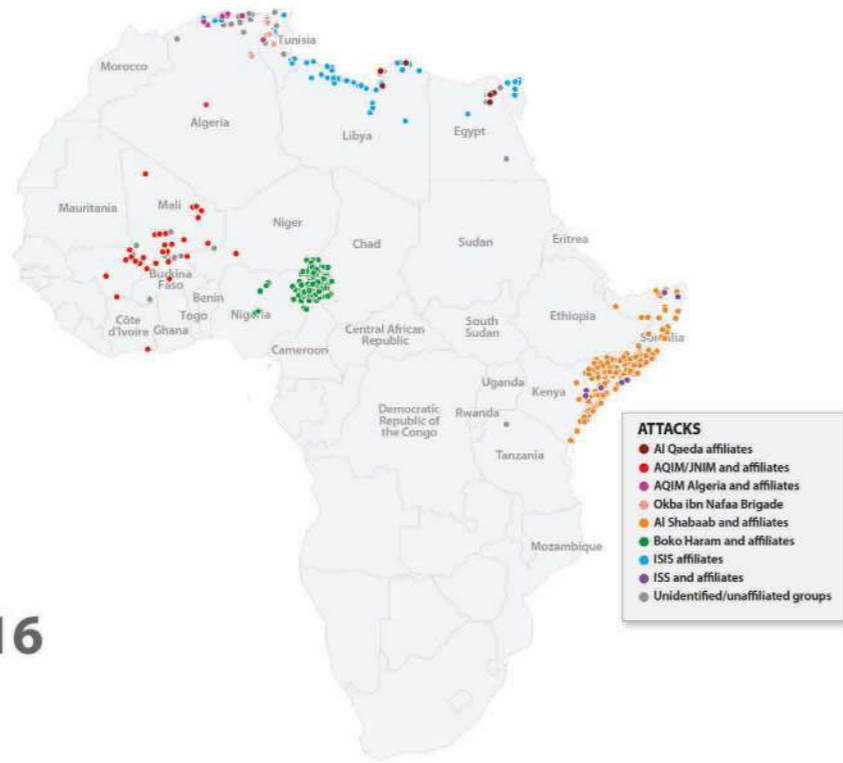 Tunisia
Morocco
Algeria
Libya
Egypt
Mauritania
Mali
Niger
Chad
Sudan
Eritrea
Burkina
Faso
Benin
Togo
Nigeria
Côte
d'Ivoire
Ghana
Cameroon
Central African
Republic
South
Sudan
Ethiopia
Somalia
Uganda
Kenya
Rwanda
Democratic
Republic of
the Congo
Tanzania
Mozambique
ATTACKS
Al Qaeda affiliates
AQIM/JNIM and affiliates
AQIM Algeria and affiliates
Okba ibn Nafaa Brigade
Al Shabaab and affiliates
Boko Haram and affiliates
ISIS affiliates
ISS and affiliates
Unidentified/unaffiliated groups
16